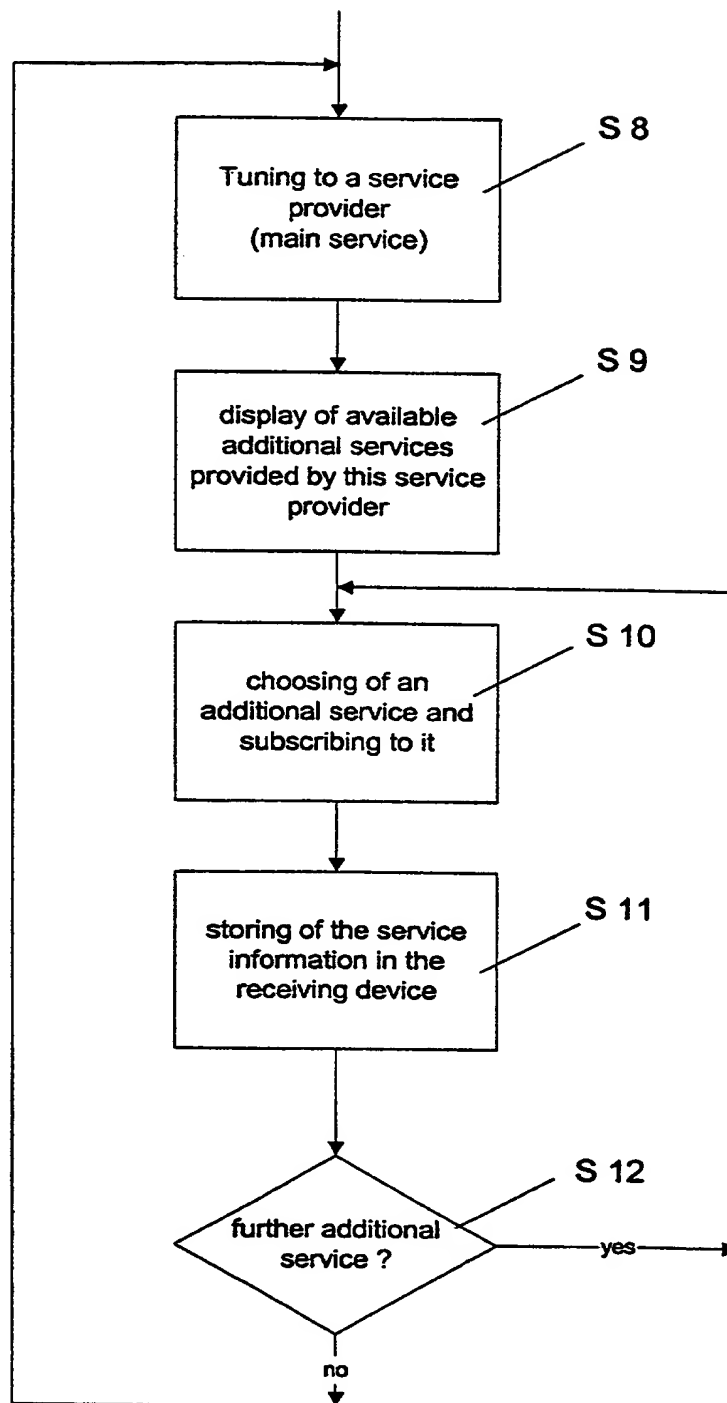 S 8
Tuning to a service
provider
(main service)
S 9
display of available
additional services
provided by this service
provider
S 10
choosing of an
additional service and
subscribing to it
S 11
storing of the service
information in the
receiving device
S 12
further additional
service ?
yes
no